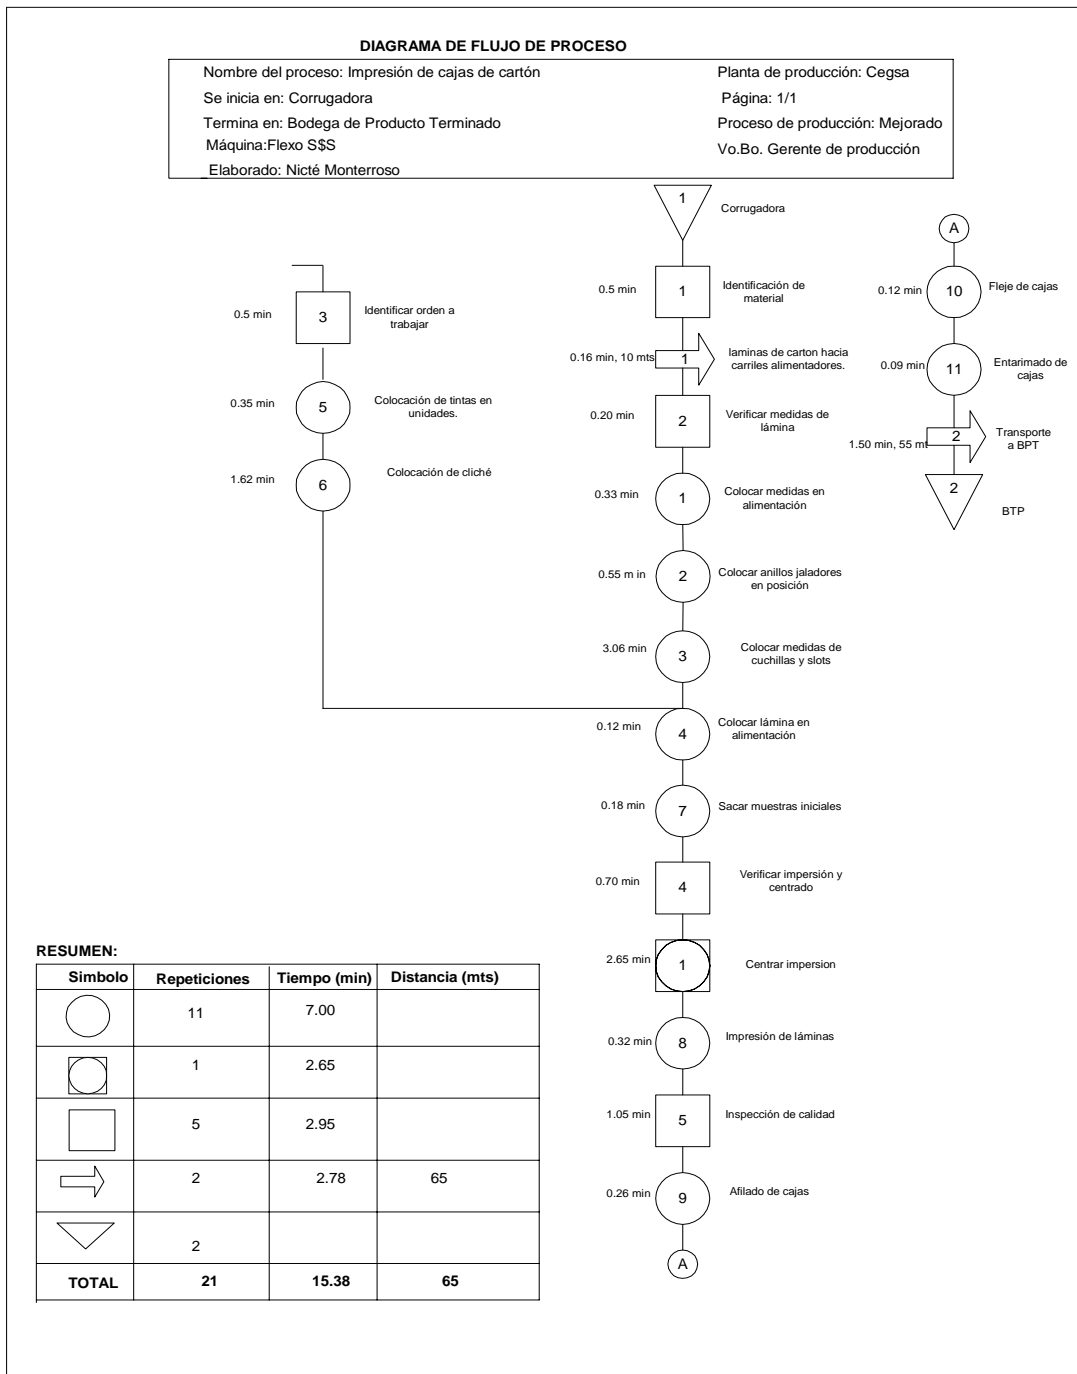 DIAGRAMA DE FLUJO DE PROCESO
Nombre del proceso: Impresión de cajas de cartón
Planta de producción: Cegsa
Se inicia en: Corrugadora
Página: 1/1
Termina en: Bodega de Producto Terminado
Proceso de producción: Mejorado
Máquina:Flexo S$S
Vo.Bo. Gerente de producción
_Elaborado: Nicté Monterroso
0.5 min
3
Identificar orden a
trabajar
0.35 min
5
Colocación de tintas en
unidades.
1.62 min
6
Colocación de cliché
1
Corrugadora
0.5 min
1
Identificación de
material
0.16 min, 10 mts
1
laminas de carton hacia
carriles alimentadores.
0.20 min
2
Verificar medidas de
lámina
0.33 min
1
Colocar medidas en
alimentación
0.55 m in
2
Colocar anillos jaladores
en posición
3.06 min
3
Colocar medidas de
cuchillas y slots
0.12 min
4
Colocar lámina en
alimentación
0.18 min
7
Sacar muestras iniciales
0.70 min
4
Verificar impersión y
centrado
2.65 min
1
Centrar impersion
0.32 min
8
Impresión de láminas
1.05 min
5
Inspección de calidad
0.26 min
9
Afilado de cajas
A
A
0.12 min
10
Fleje de cajas
0.09 min
11
Entarimado de
cajas
1.50 min, 55 mt
2
Transporte
a BPT
2
BTP
RESUMEN:
Simbolo Repeticiones Tiempo (min) Distancia (mts)
11 7.00
1 2.65
5 2.95
2 2.78 65
2
TOTAL 21 15.38 65